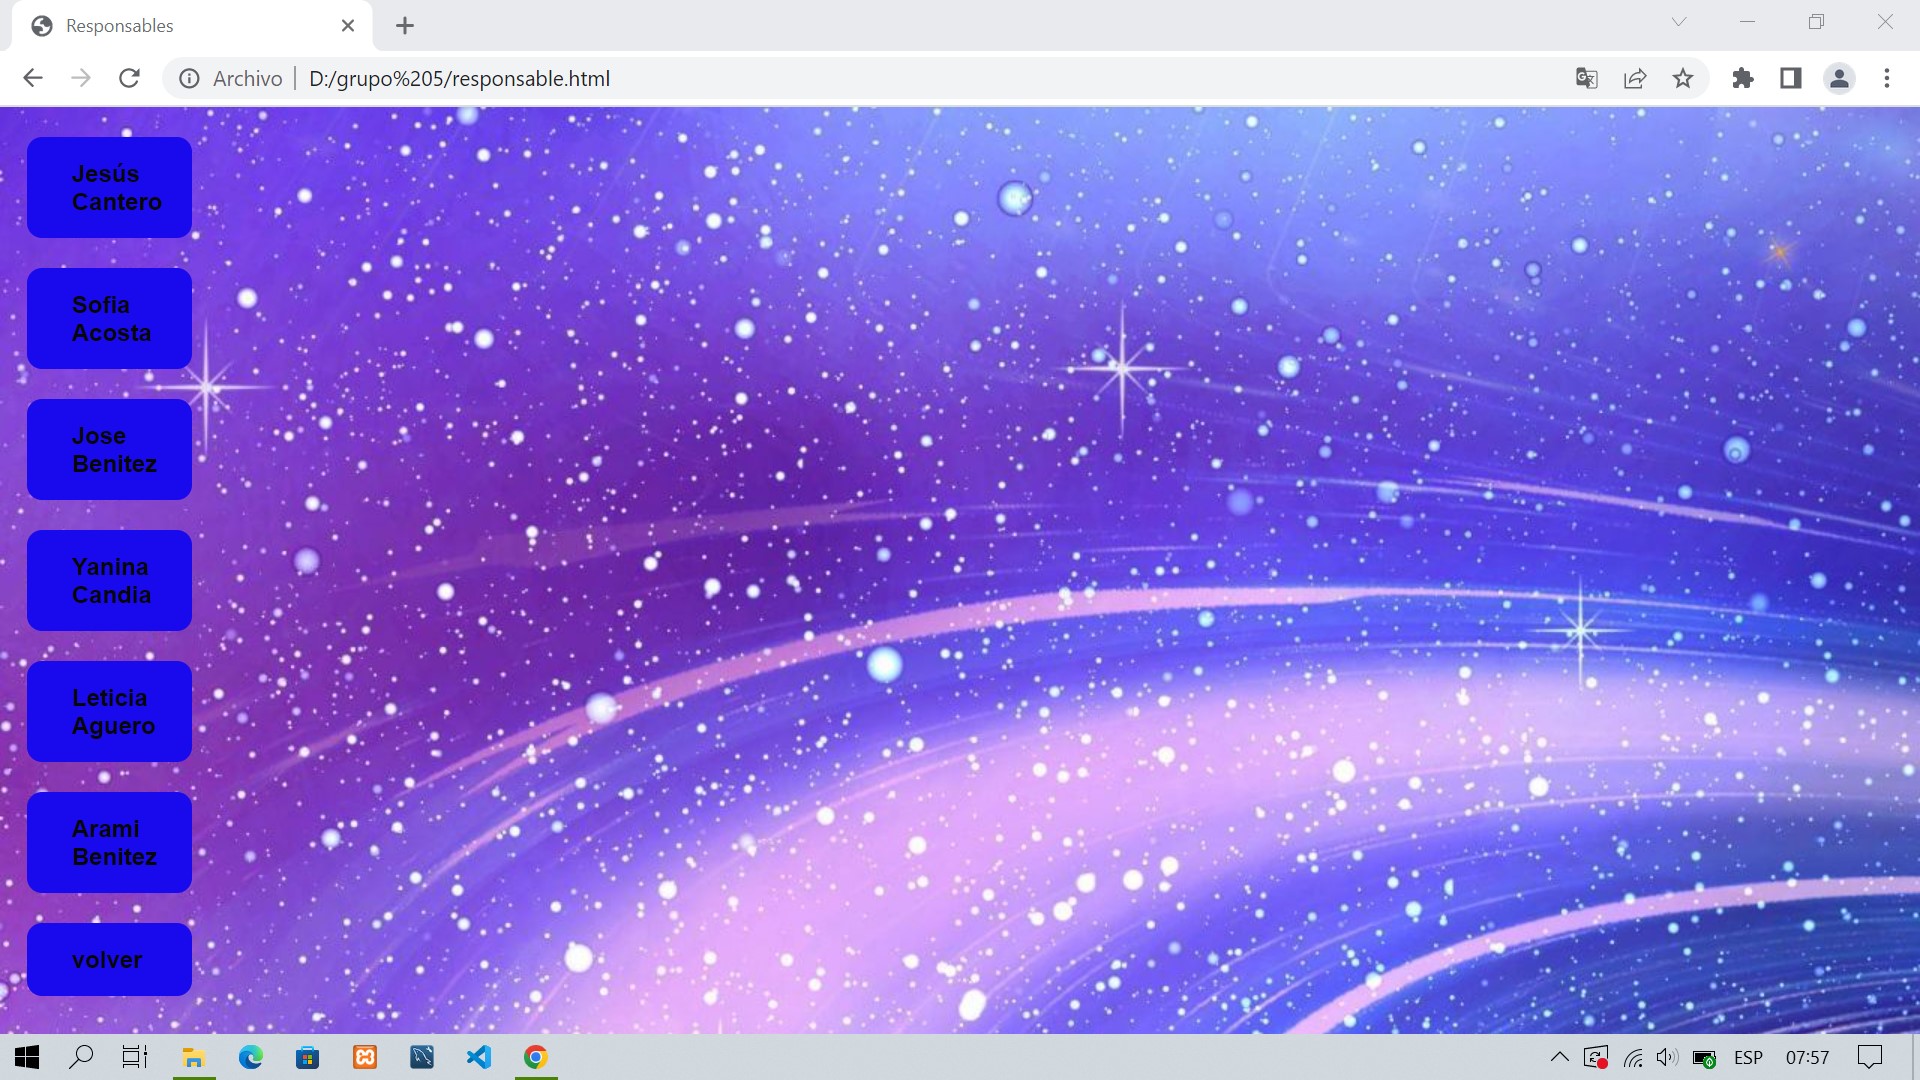 Responsables
Archivo
D:/grupo%205/responsable.html
Jesús
Cantero
Sofia
Acosta
Jose
Benitez
Yanina
Candia
Leticia
Aguero
Arami
Benitez
volver
ESP
07:57